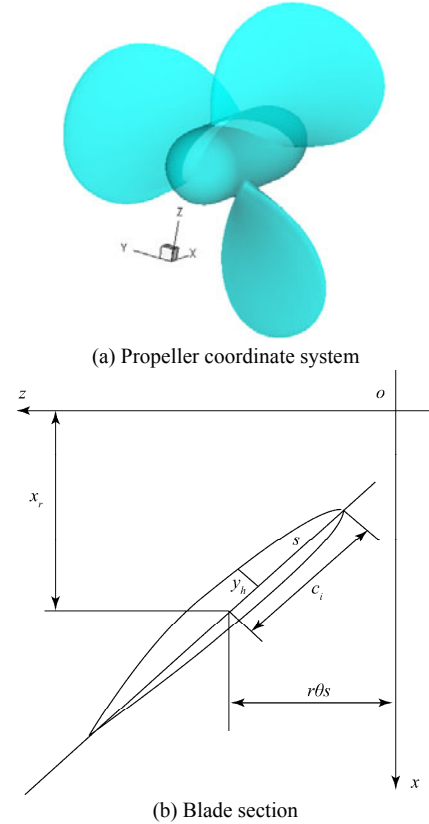 Z
Y
X
(a) Propeller coordinate system
z
o
x_r
s
y_h
c_i
rθs
x
(b) Blade section